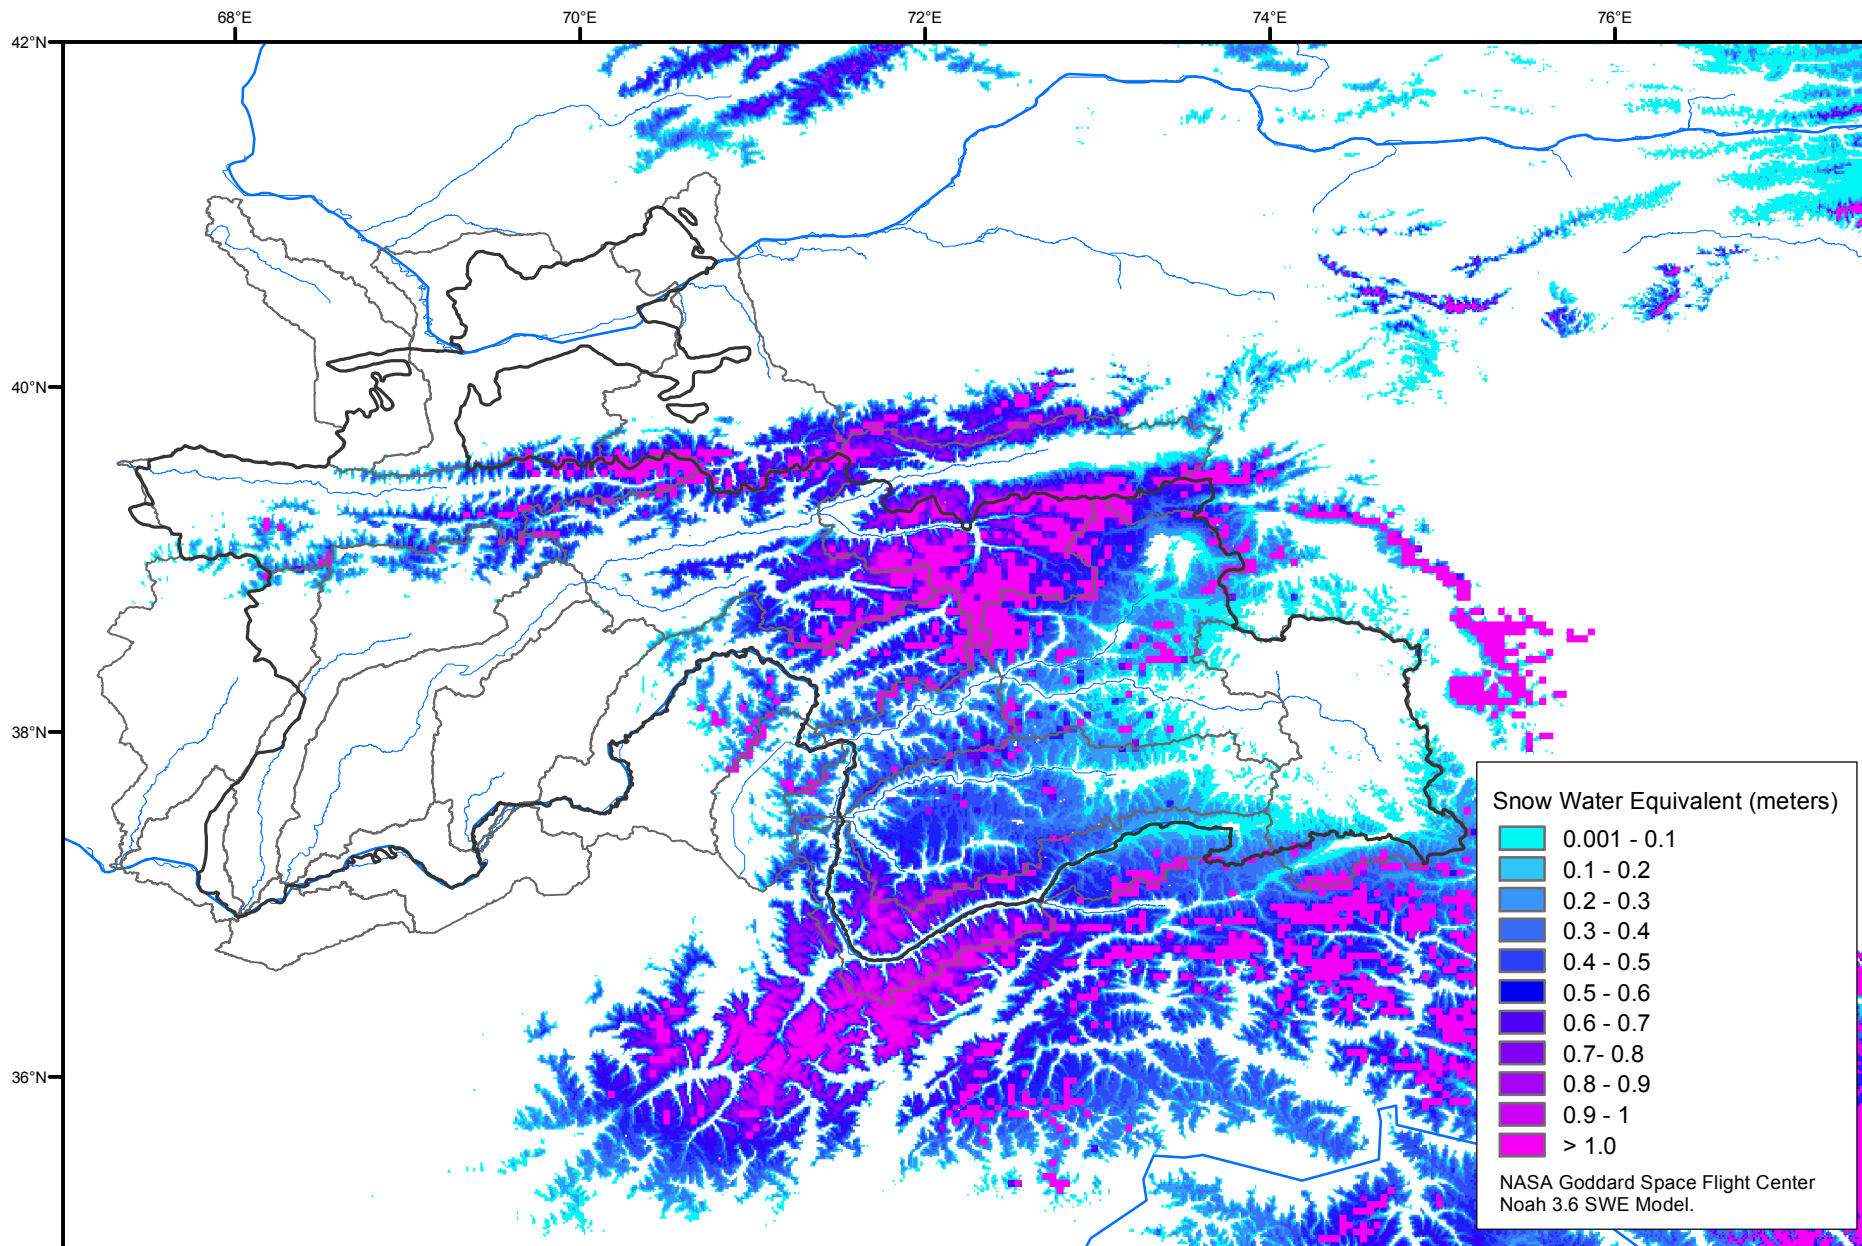 68°E
70°E
72°E
74°E
76°E
42°N
40°N
38°N
36°N
Snow Water Equivalent (meters)
0.001 - 0.1
0.1 - 0.2
0.2 - 0.3
0.3 - 0.4
0.4 - 0.5
0.5 - 0.6
0.6 - 0.7
0.7- 0.8
0.8 - 0.9
0.9 - 1
> 1.0
NASA Goddard Space Flight Center
Noah 3.6 SWE Model.